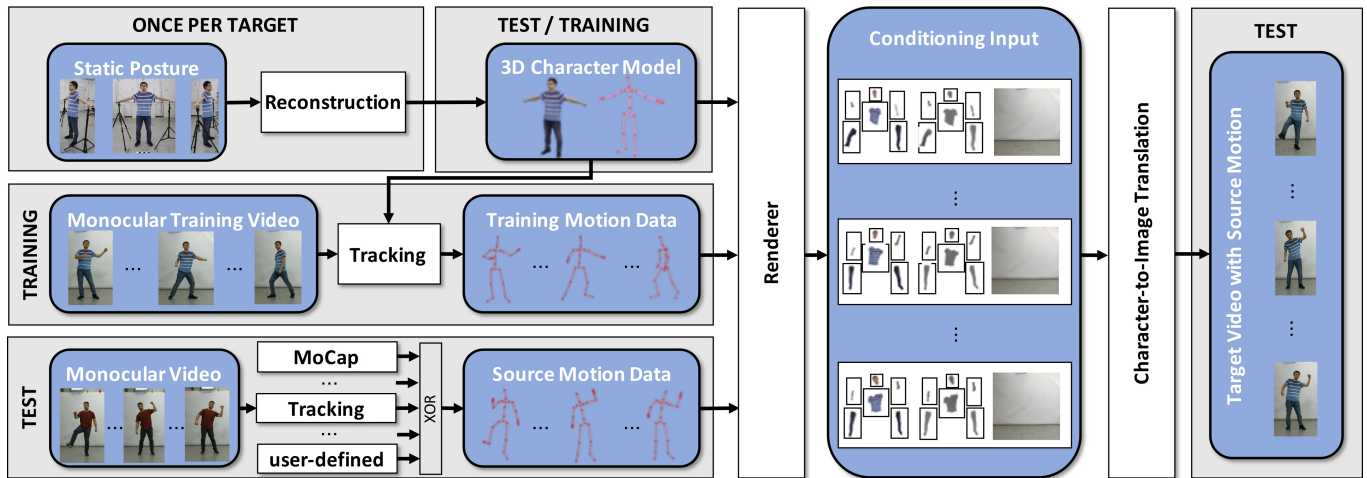 ONCE PER TARGET
Static Posture
...
Reconstruction
TEST / TRAINING
3D Character Model
TRAINING
Monocular Training Video
... ...
Tracking
Training Motion Data
... ...
TEST
Monocular Video
... ...
MoCap
...
Tracking
...
user-defined
XOR
Source Motion Data
... ...
Renderer
Conditioning Input
...
...
Character-to-Image Translation
TEST
Target Video with Source Motion
...
...